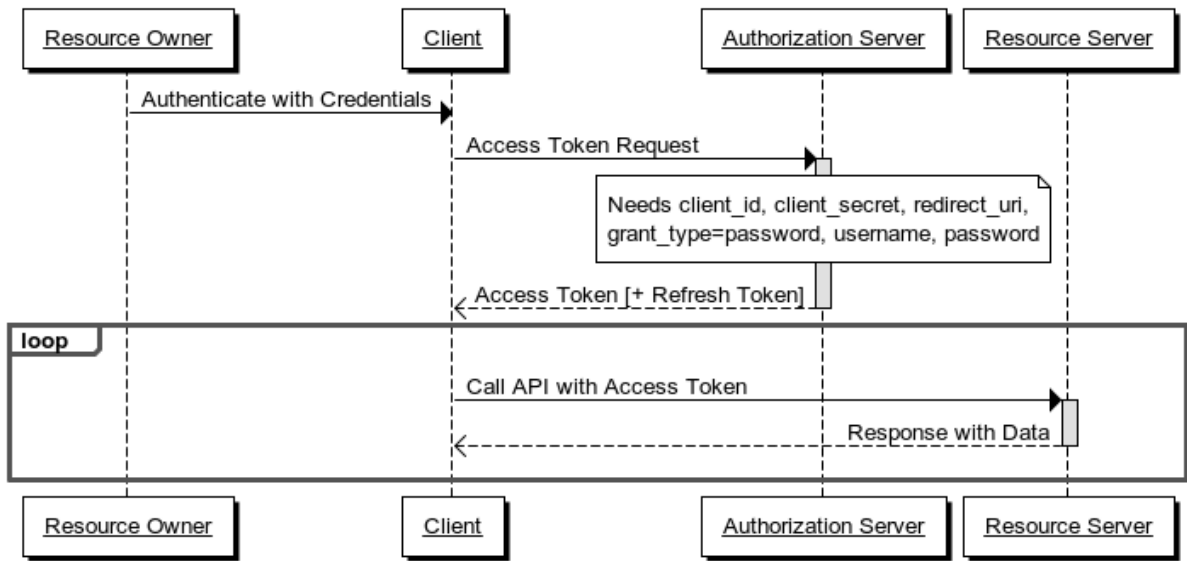 Resource Owner
Client
Authorization Server
Resource Server
Authenticate with Credentials
Access Token Request
Needs client_id, client_secret, redirect_uri,
grant_type=password, username, password
Access Token [+ Refresh Token]
loop
Call API with Access Token
Response with Data
Resource Owner
Client
Authorization Server
Resource Server